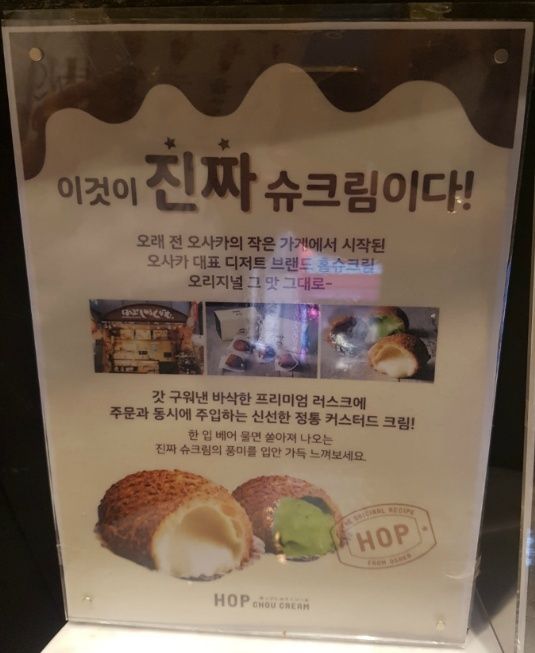 이것이 진짜 슈크림이다!
오래 전 오사카의 작은 가게에서 시작된
오사카 대표 디저트 브랜드 홉슈크림
오리지널 그 맛 그대로~
갓 구워낸 바삭한 프리미엄 러스크에
주문과 동시에 주입하는 신선한 정통 커스터드 크림!
한 입 베어 물면 쏟아져 나오는
진짜 슈크림의 풍미를 입안 가득 느껴보세요.
THE ORIGINAL RECIPE
HOP
FROM OSAKA
HOP CHOU CREAM